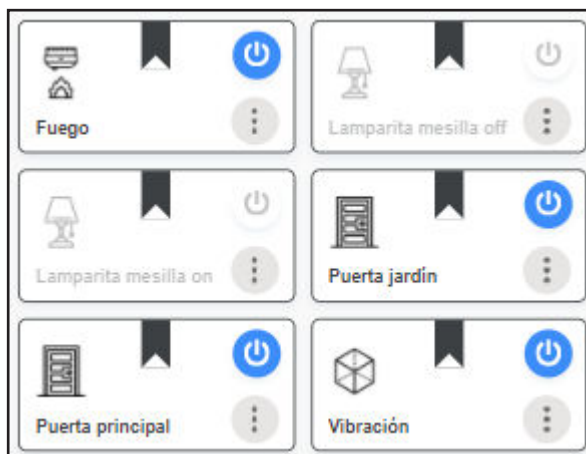 Fuego
Lamparita mesilla off
Lamparita mesilla on
Puerta jardín
Puerta principal
Vibración